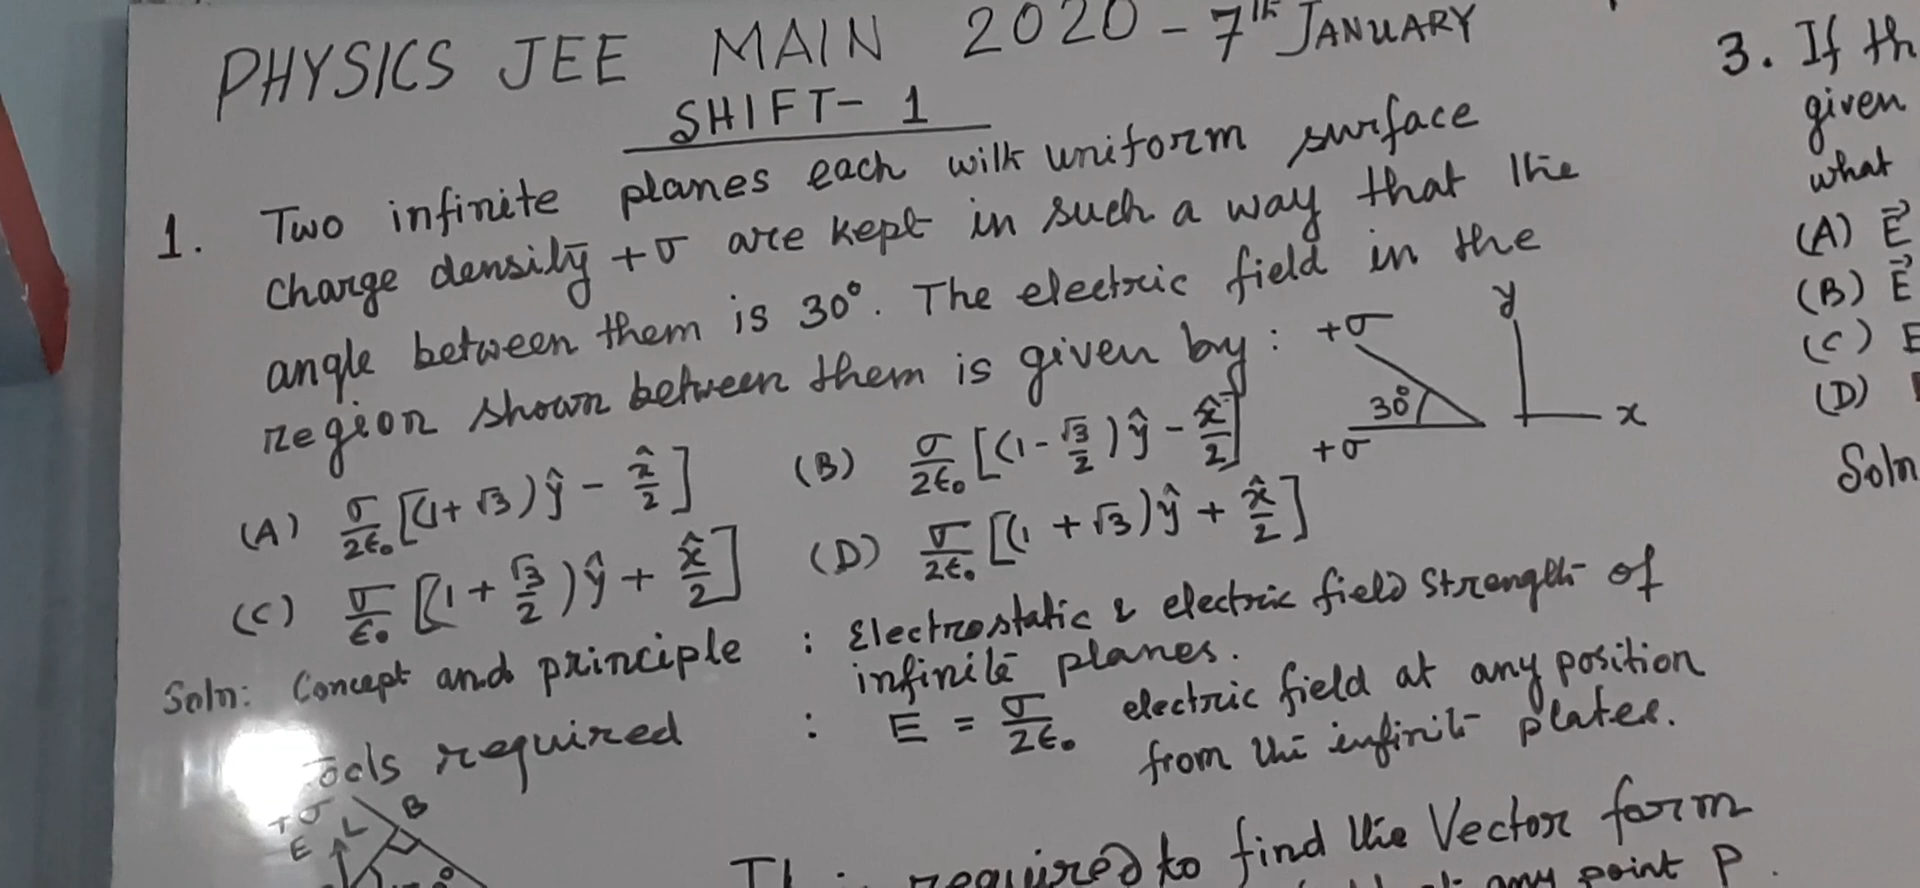 PHYSICS JEE MAIN 2020 - 7th JANUARY
SHIFT- 1
1. Two infinite planes each with uniform surface
charge density +σ are kept in such a way that the
angle between them is 30°. The electric field in the
region shown between them is given by :
+σ
30°
+σ
y
x
(A) σ/2ε₀ [(1+√3)ŷ - x̂/2] (B) σ/2ε₀ [(1-√3/2)ŷ - x̂/2]
(C) σ/ε₀ [(1+√3/2)ŷ + x̂/2] (D) σ/2ε₀ [(1+√3)ŷ + x̂/2]
Soln: Concept and principle : Electrostatic & electric field strength of
infinite planes.
Tools required : E = σ/2ε₀ electric field at any position
from the infinite plates.
+σ
B
E
L
required to find the Vector form
any point P.
3. If th
given
what
(A) E⃗
(B) E⃗
(C) E
(D)
Soln